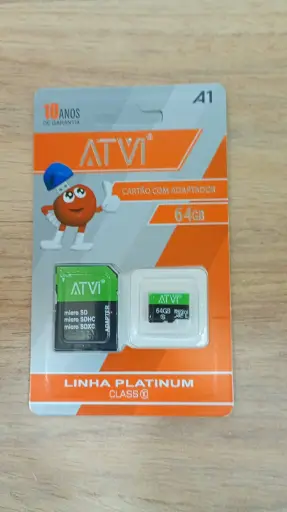 10 ANOS
DE GARANTIA
A1
ATVI
CARTÃO COM ADAPTADOR
64GB
ATVI
micro SD
micro SDHC
micro SDXC
ADAPTER
ATVI
64GB
LINHA PLATINUM
CLASS 10